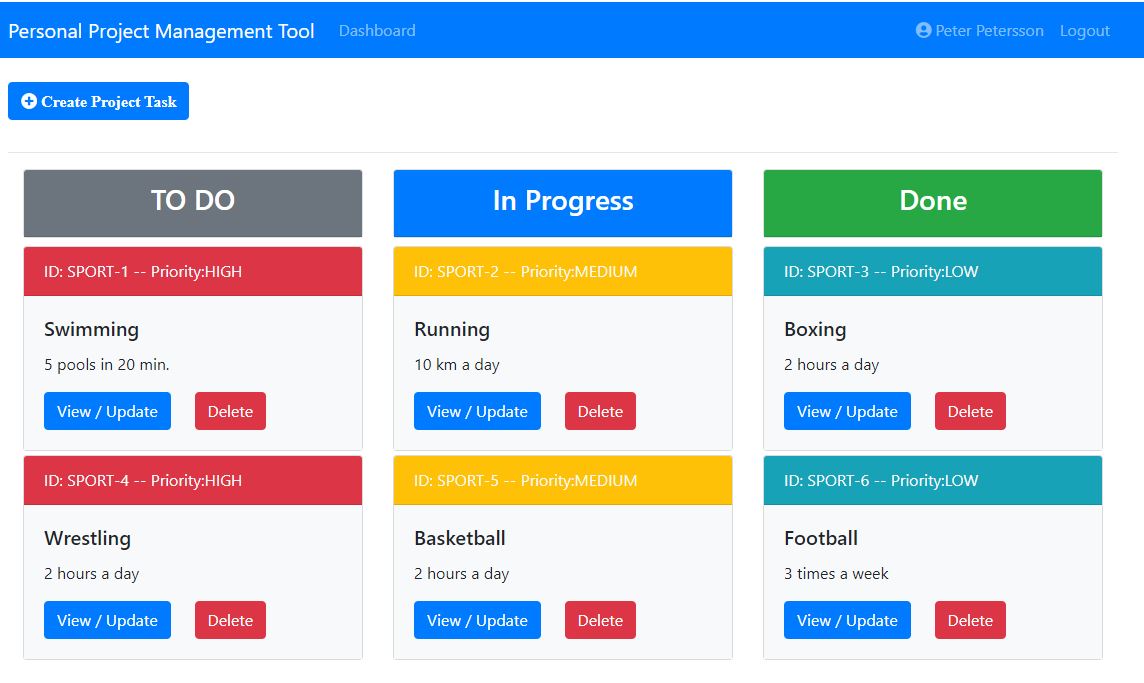 Personal Project Management Tool Dashboard Peter Petersson Logout
Create Project Task
TO DO
ID: SPORT-1 -- Priority:HIGH
Swimming
5 pools in 20 min.
View / Update Delete
ID: SPORT-4 -- Priority:HIGH
Wrestling
2 hours a day
View / Update Delete
In Progress
ID: SPORT-2 -- Priority:MEDIUM
Running
10 km a day
View / Update Delete
ID: SPORT-5 -- Priority:MEDIUM
Basketball
2 hours a day
View / Update Delete
Done
ID: SPORT-3 -- Priority:LOW
Boxing
2 hours a day
View / Update Delete
ID: SPORT-6 -- Priority:LOW
Football
3 times a week
View / Update Delete